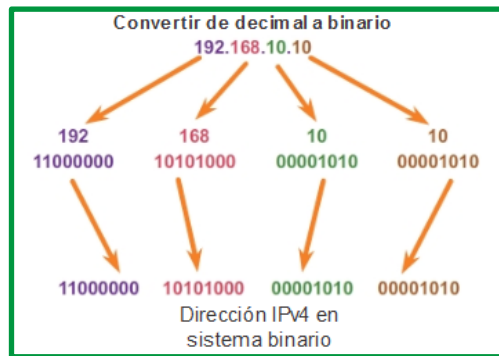 Convertir de decimal a binario
192.168.10.10
192 168 10 10
11000000 10101000 00001010 00001010
11000000 10101000 00001010 00001010
Dirección IPv4 en
sistema binario